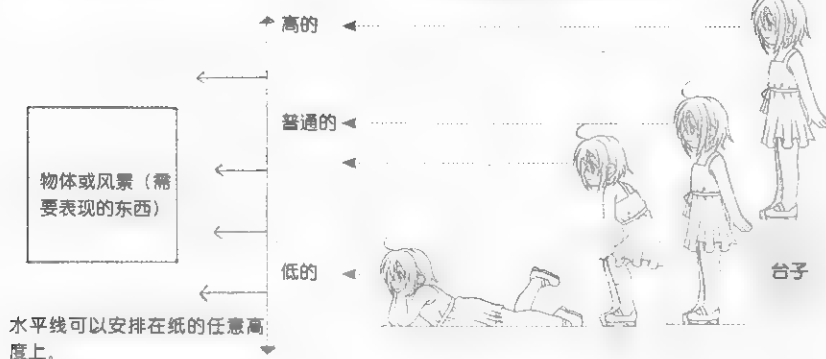 高的
普通的
物体或风景（需
要表现的东西）
低的
台子
水平线可以安排在纸的任意高
度上。